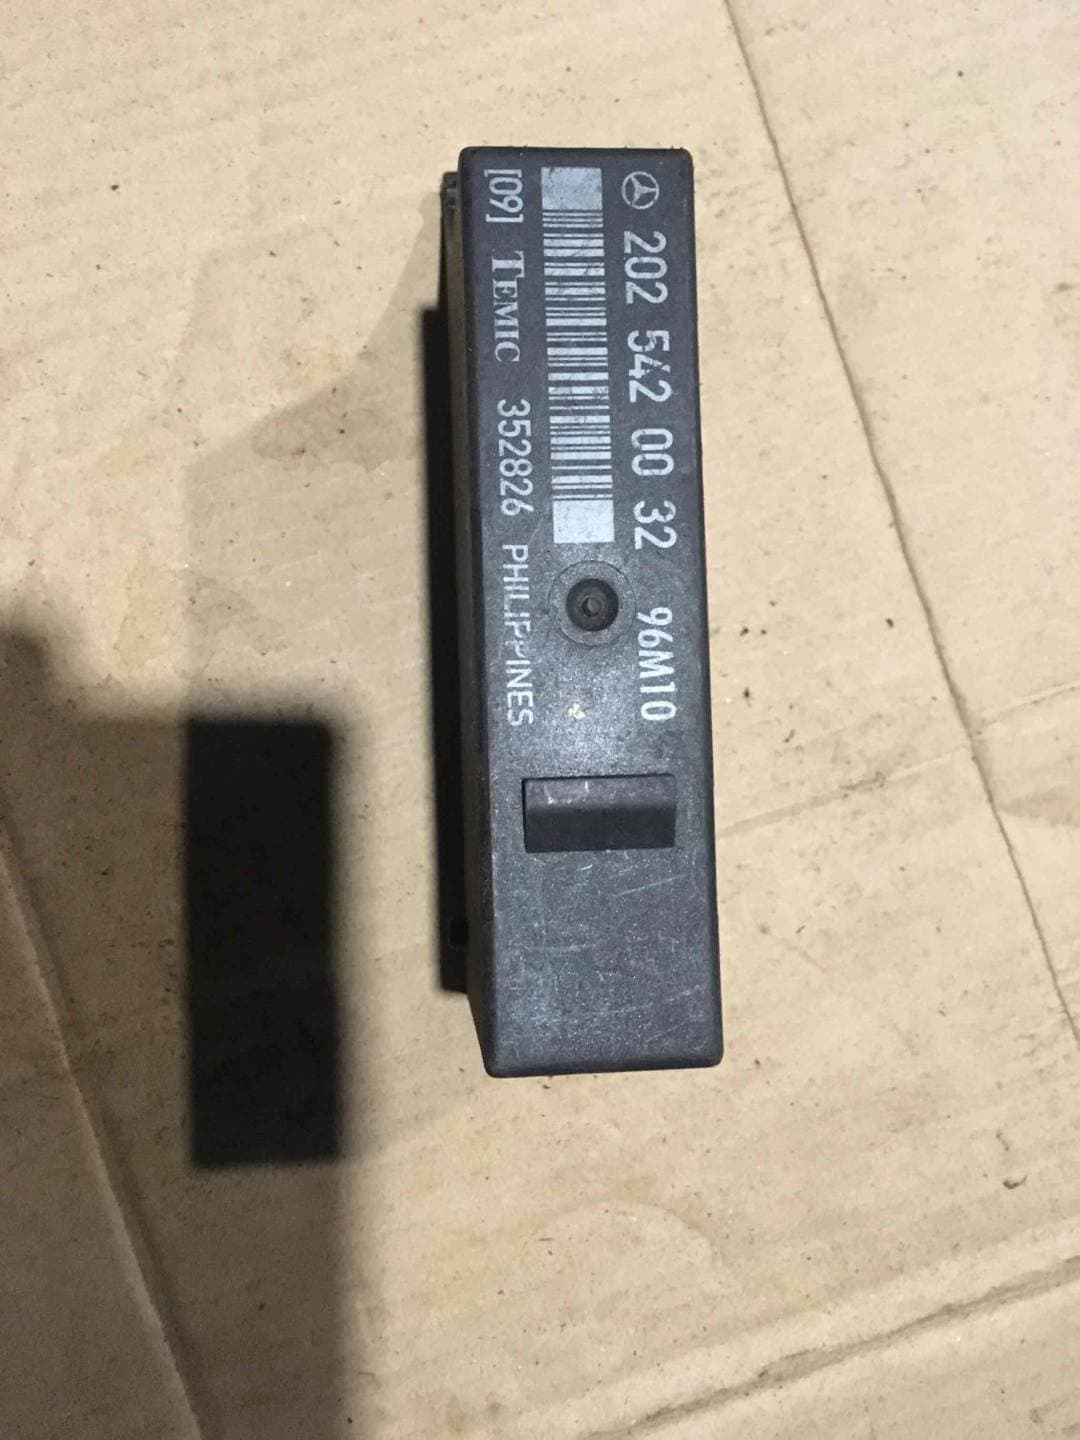 202 542 00 32 96M10
[09] TEMIC 352826 PHILIPPINES